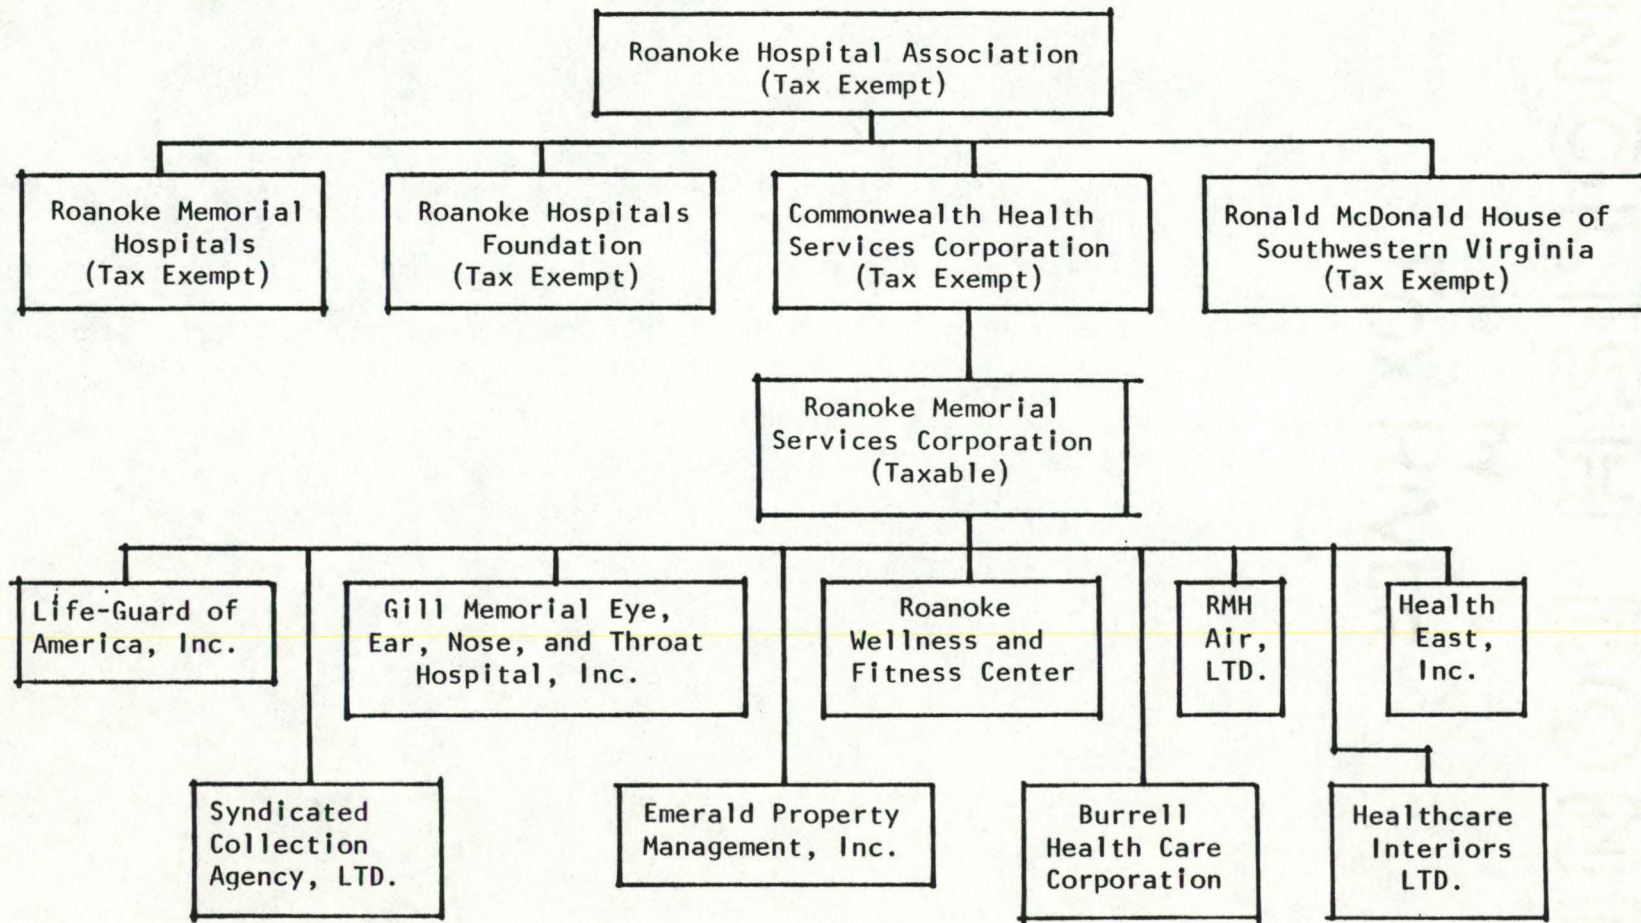 Roanoke Hospital Association
(Tax Exempt)
Roanoke Memorial
Hospitals
(Tax Exempt)
Roanoke Hospitals
Foundation
(Tax Exempt)
Commonwealth Health
Services Corporation
(Tax Exempt)
Ronald McDonald House of
Southwestern Virginia
(Tax Exempt)
Roanoke Memorial
Services Corporation
(Taxable)
Life-Guard of
America, Inc.
Gill Memorial Eye,
Ear, Nose, and Throat
Hospital, Inc.
Roanoke
Wellness and
Fitness Center
RMH
Air,
LTD.
Health
East,
Inc.
Syndicated
Collection
Agency, LTD.
Emerald Property
Management, Inc.
Burrell
Health Care
Corporation
Healthcare
Interiors
LTD.